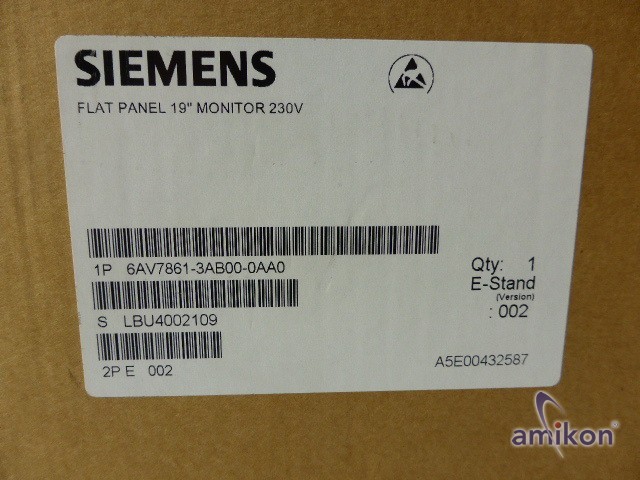 SIEMENS
FLAT PANEL 19" MONITOR 230V
1P 6AV7861-3AB00-0AA0
Qty: 1
E-Stand
(Version)
: 002
S LBU4002109
2P E 002
A5E00432587
amikon